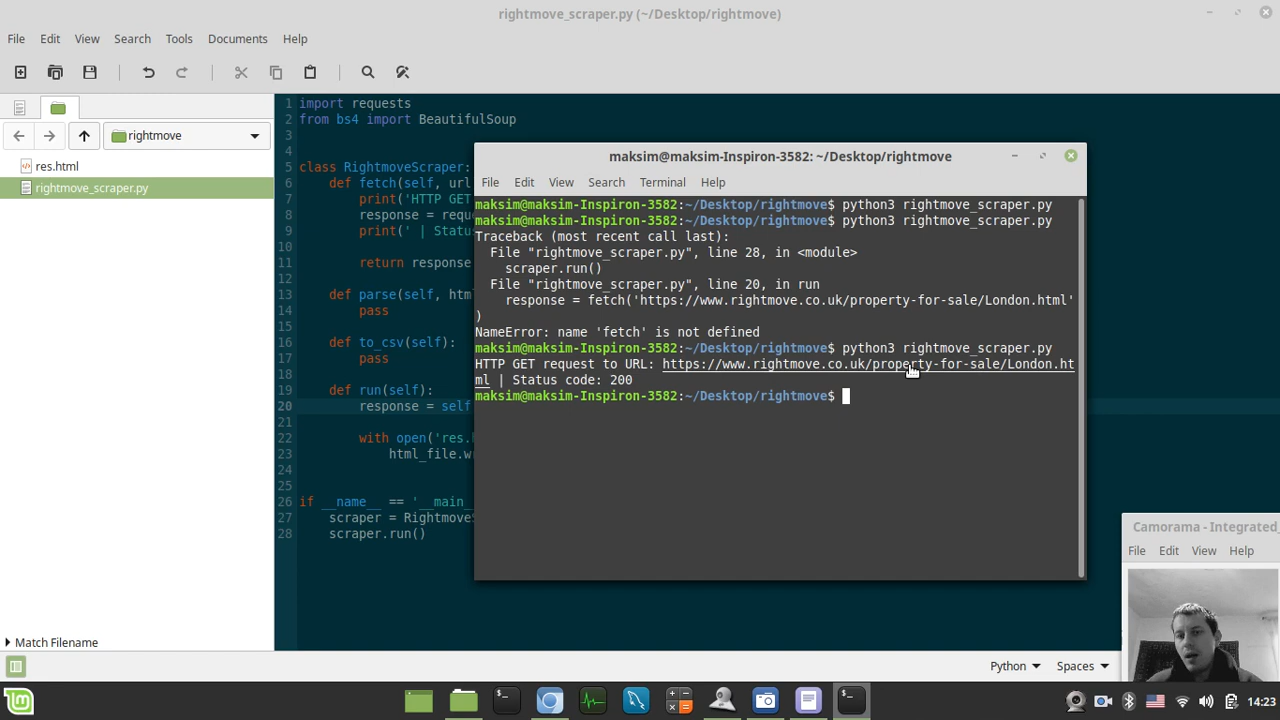 rightmove_scraper.py (~/Desktop/rightmove)
File Edit View Search Tools Documents Help
rightmove
res.html
rightmove_scraper.py
Match Filename
1 import requests
2 from bs4 import BeautifulSoup
3
4
5 class RightmoveScraper:
6 def fetch(self, url
7 print('HTTP GET
8 response = requ
9 print(' | Statu
10
11 return response
12
13 def parse(self, htm
14 pass
15
16 def to_csv(self):
17 pass
18
19 def run(self):
20 response = self
21
22 with open('res.
23 html_file.w
24
25
26 if __name__ == '__main_
27 scraper = Rightmove
28 scraper.run()
maksim@maksim-Inspiron-3582: ~/Desktop/rightmove
File Edit View Search Terminal Help
maksim@maksim-Inspiron-3582:~/Desktop/rightmove$ python3 rightmove_scraper.py
maksim@maksim-Inspiron-3582:~/Desktop/rightmove$ python3 rightmove_scraper.py
Traceback (most recent call last):
File "rightmove_scraper.py", line 28, in <module>
scraper.run()
File "rightmove_scraper.py", line 20, in run
response = fetch('https://www.rightmove.co.uk/property-for-sale/London.html'
)
NameError: name 'fetch' is not defined
maksim@maksim-Inspiron-3582:~/Desktop/rightmove$ python3 rightmove_scraper.py
HTTP GET request to URL: https://www.rightmove.co.uk/property-for-sale/London.ht
ml | Status code: 200
maksim@maksim-Inspiron-3582:~/Desktop/rightmove$
Camorama - Integrated_
File Edit View Help
Python Spaces
14:23